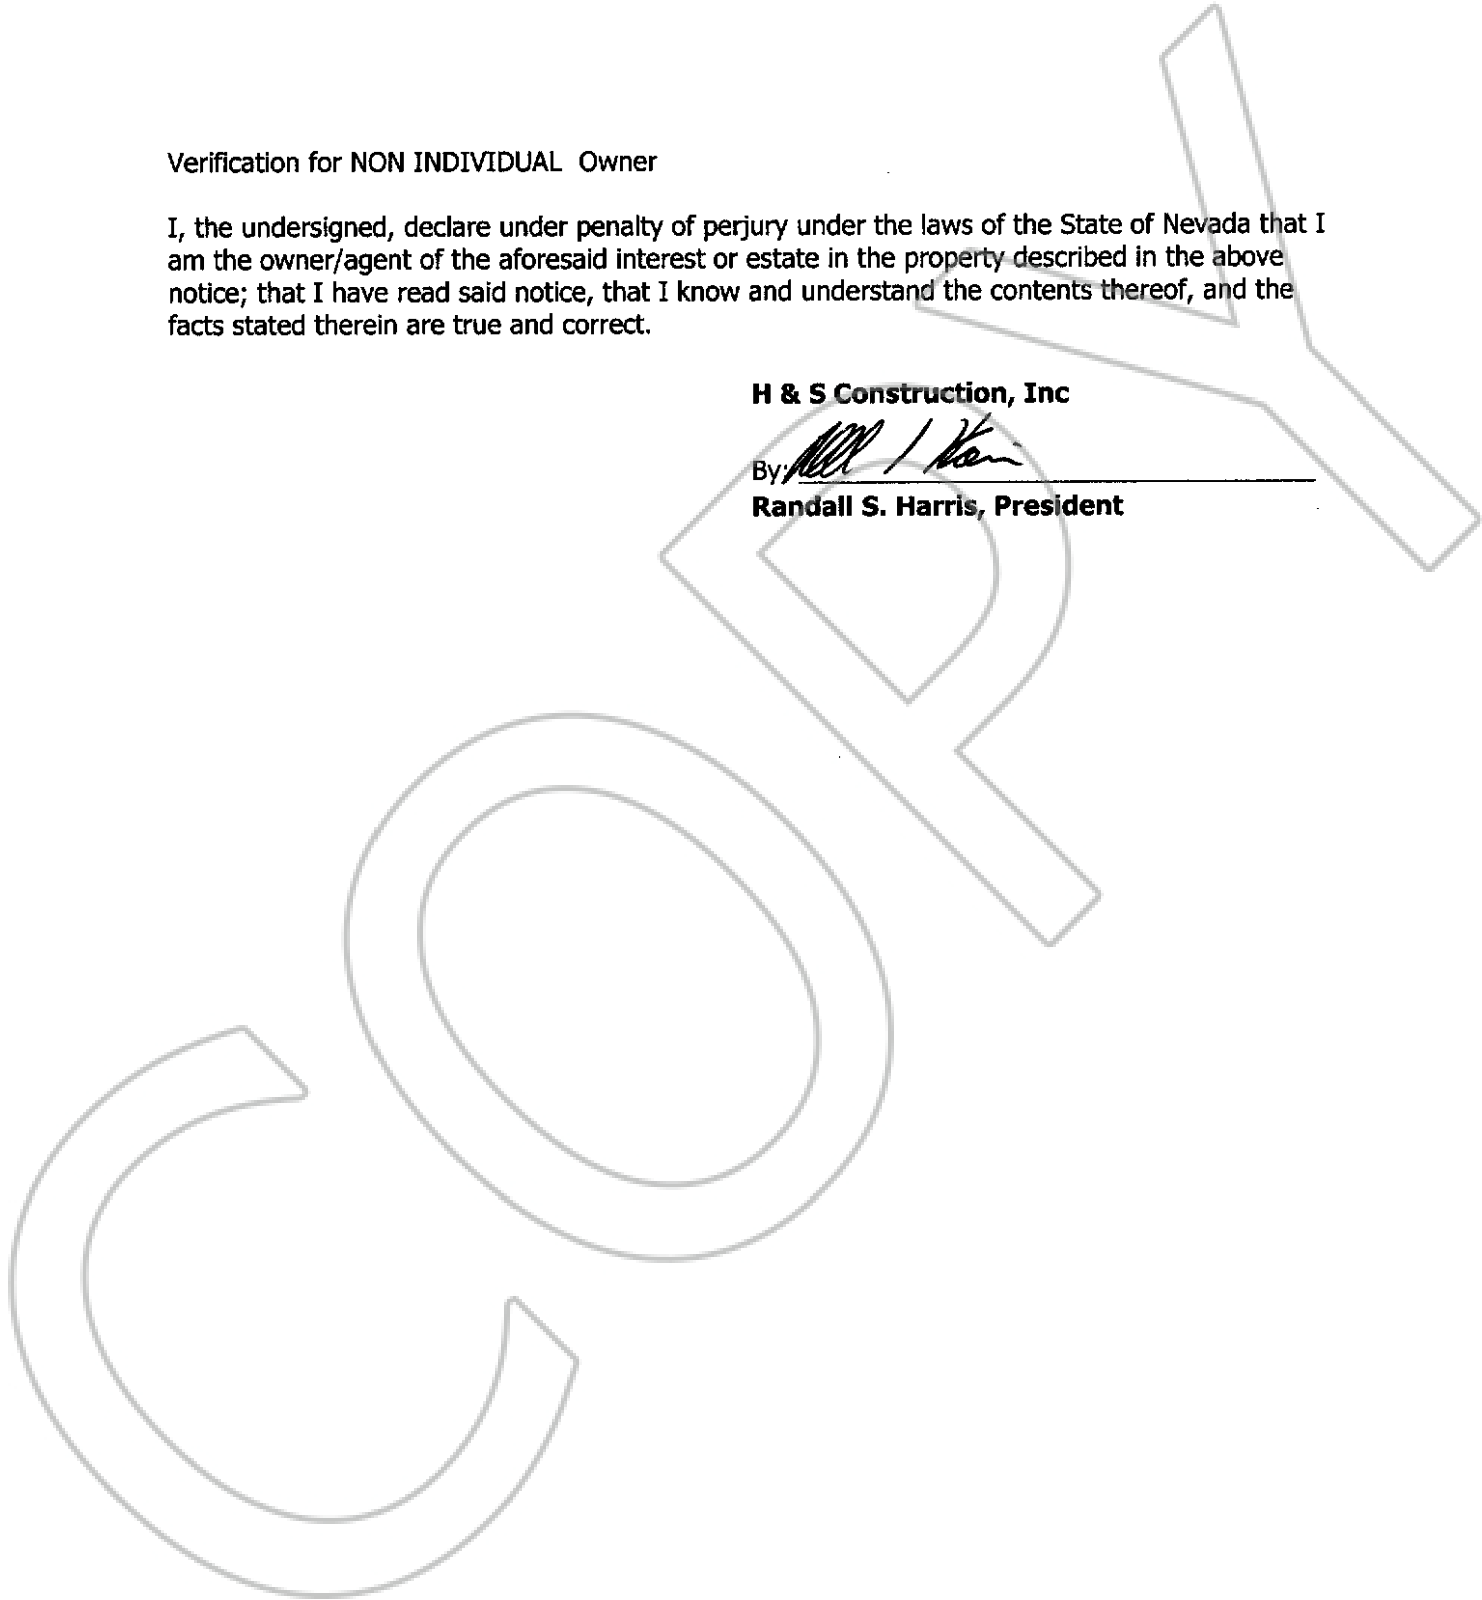 Verification for NON INDIVIDUAL Owner
I, the undersigned, declare under penalty of perjury under the laws of the State of Nevada that I
am the owner/agent of the aforesaid interest or estate in the property described in the above
notice; that I have read said notice, that I know and understand the contents thereof, and the
facts stated therein are true and correct.
H & S Construction, Inc
By:
Randall S. Harris, President
COPY